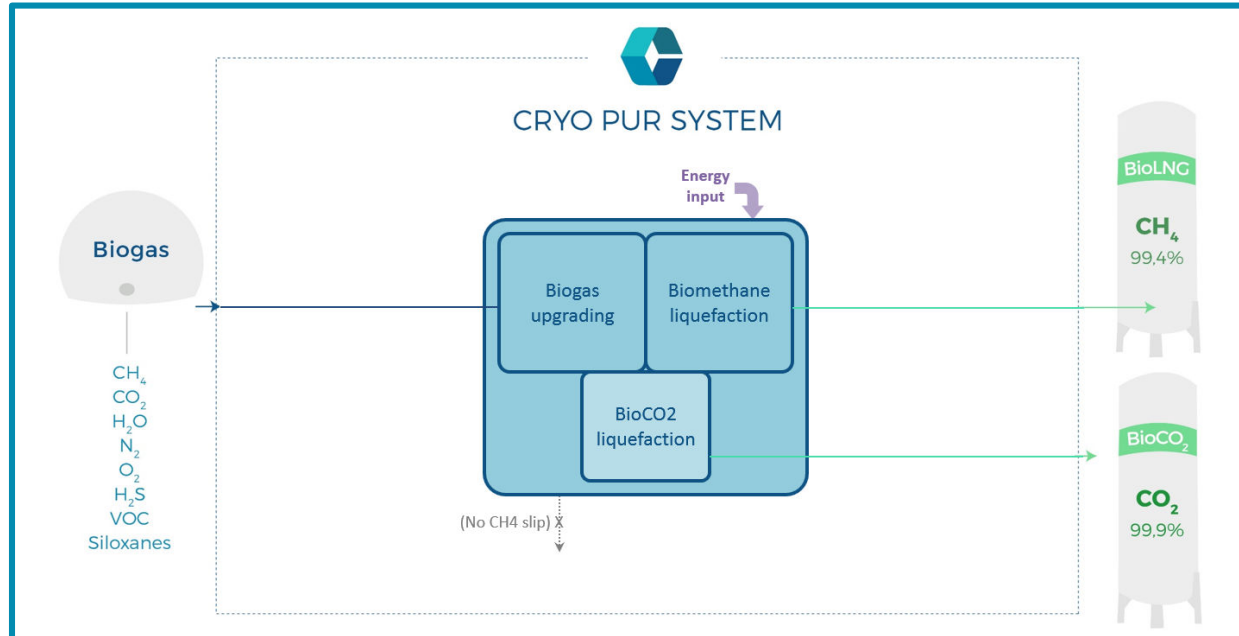 CRYO PUR SYSTEM
Energy
input
Biogas
CH₄
CO₂
H₂O
N₂
O₂
H₂S
VOC
Siloxanes
Biogas
upgrading
Biomethane
liquefaction
BioCO2
liquefaction
(No CH4 slip) X
BioLNG
CH₄
99,4%
BioCO₂
CO₂
99,9%